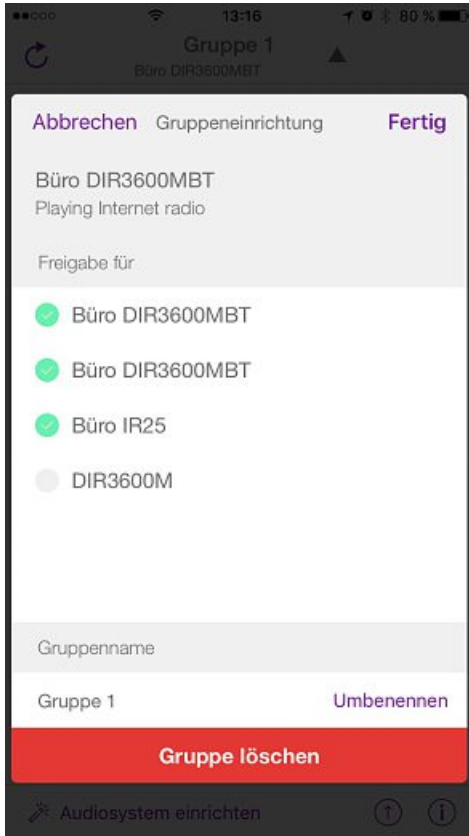 13:16
80 %
Gruppe 1
Büro DIR3600MBT
Abbrechen Gruppeneinrichtung Fertig
Büro DIR3600MBT
Playing Internet radio
Freigabe für
Büro DIR3600MBT
Büro DIR3600MBT
Büro IR25
DIR3600M
Gruppenname
Gruppe 1 Umbenennen
Gruppe löschen
Audiosystem einrichten